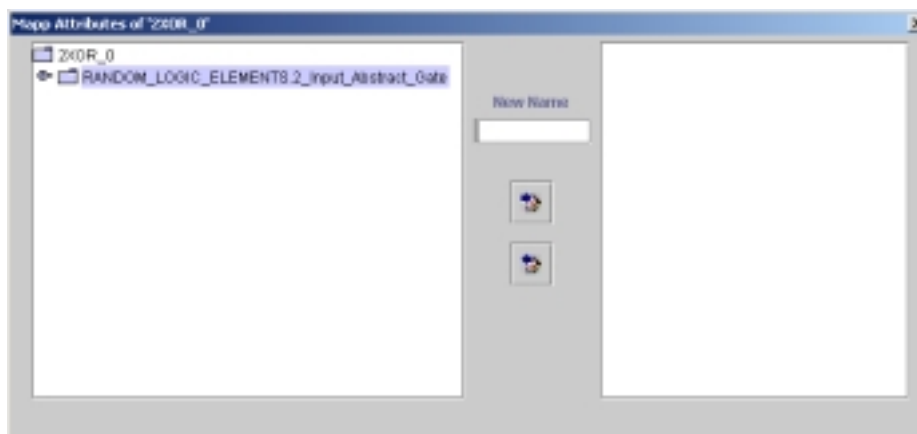 Mapp Attributes of '2XOR_0'
2XOR_0
RANDOM_LOGIC_ELEMENTS.2_Input_Abstract_Gate
New Name